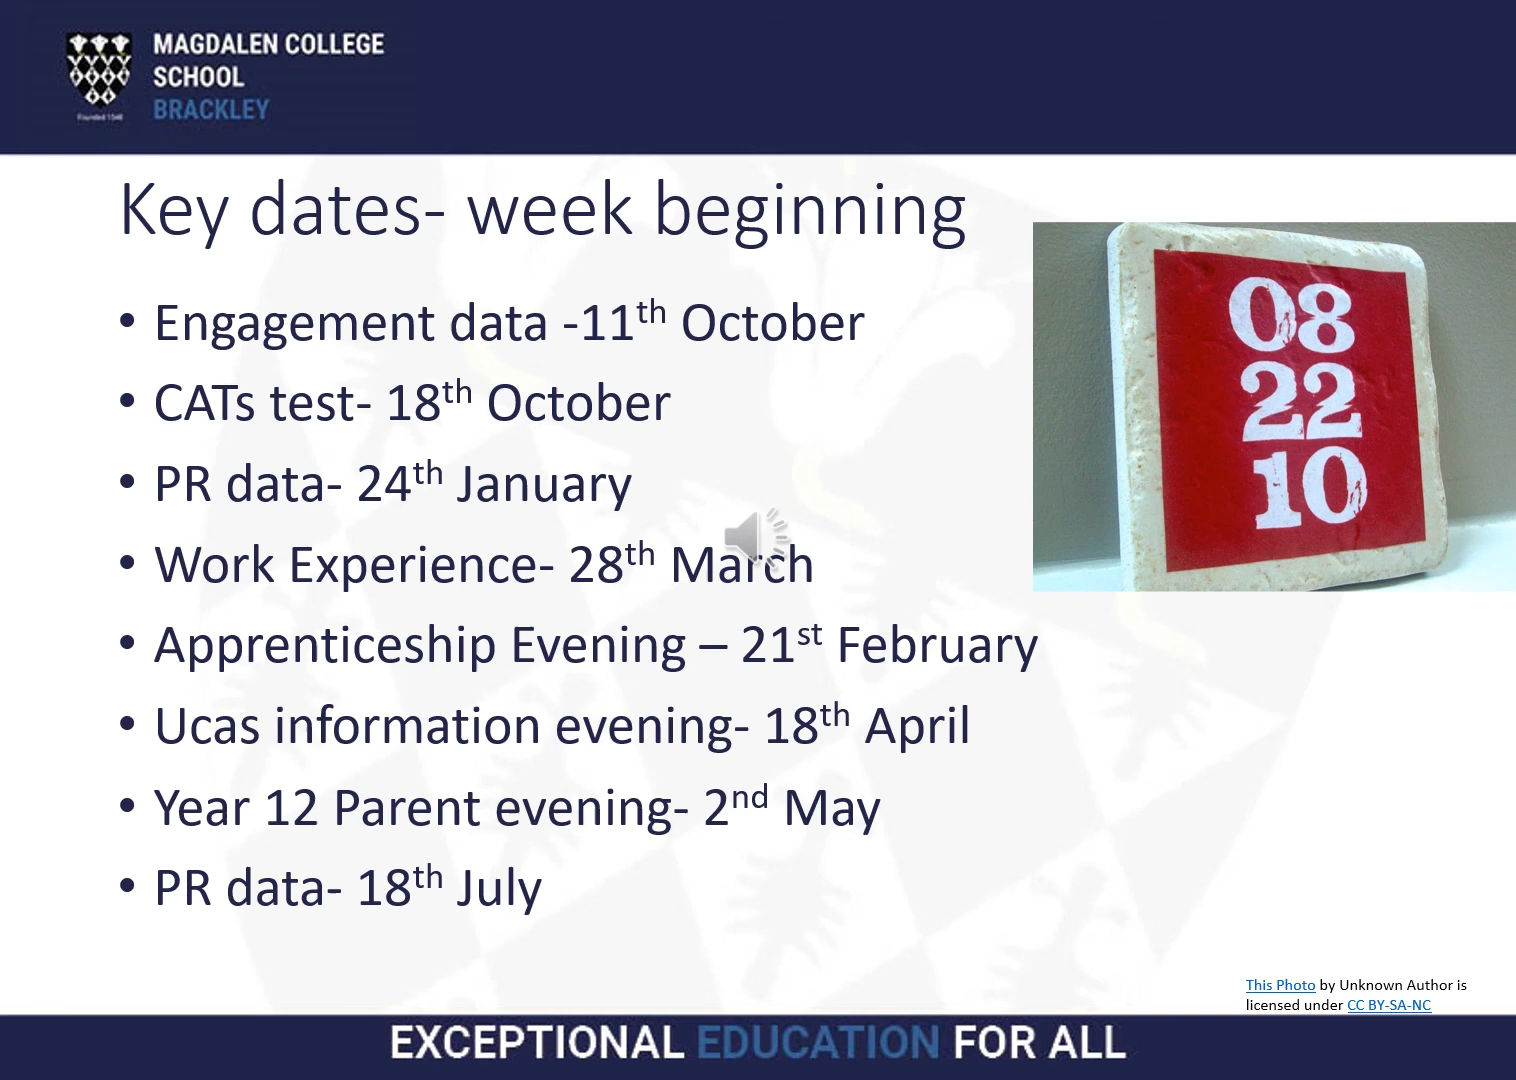 MAGDALEN COLLEGE
SCHOOL
BRACKLEY
Founded 1548
Key dates- week beginning
• Engagement data -11th October
• CATs test- 18th October
• PR data- 24th January
• Work Experience- 28th March
• Apprenticeship Evening – 21st February
• Ucas information evening- 18th April
• Year 12 Parent evening- 2nd May
• PR data- 18th July
08
22
10
This Photo by Unknown Author is
licensed under CC BY-SA-NC
EXCEPTIONAL EDUCATION FOR ALL